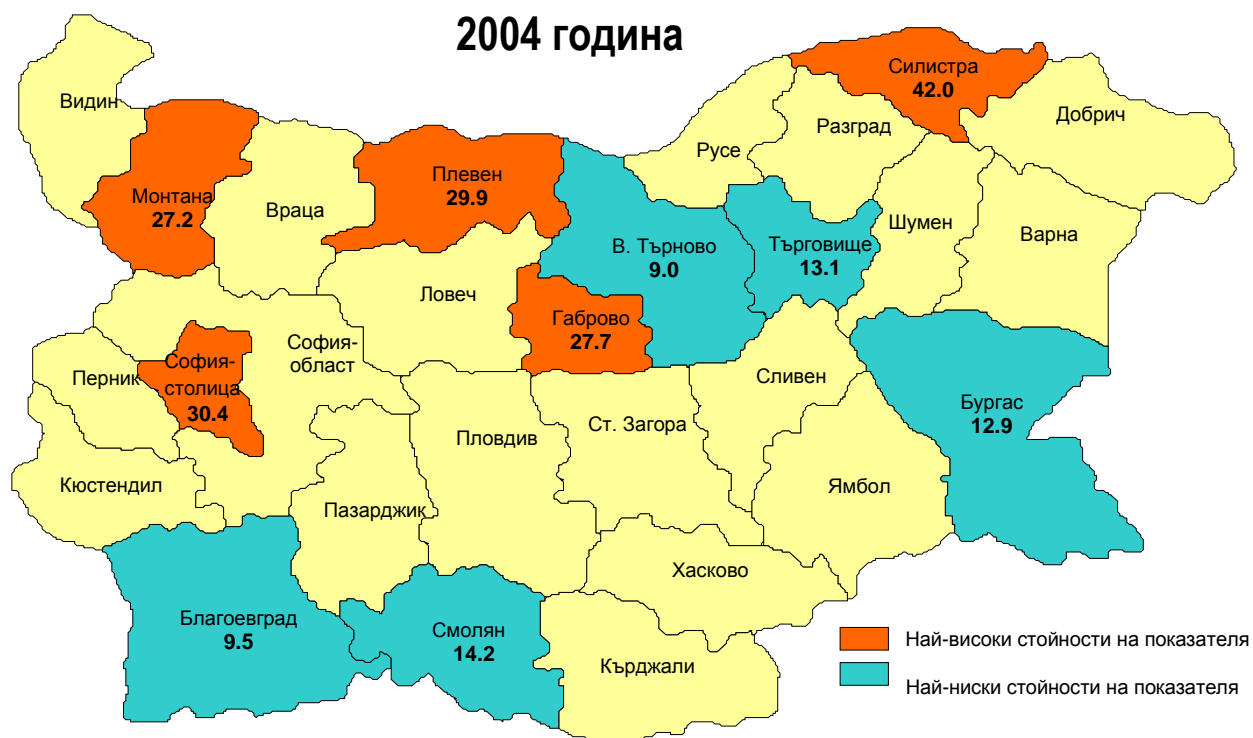 2004 година
Силистра
42.0
Видин
Добрич
Разград
Русе
Плевен
29.9
Монтана
27.2
Враца
Шумен
Варна
В. Търново
9.0
Търговище
13.1
Ловеч
Габрово
27.7
София-
област
София-
столица
30.4
Перник
Сливен
Бургас
12.9
Ст. Загора
Пловдив
Кюстендил
Ямбол
Пазарджик
Хасково
Благоевград
9.5
Смолян
14.2
Кърджали
Най-високи стойности на показателя
Най-ниски стойности на показателя